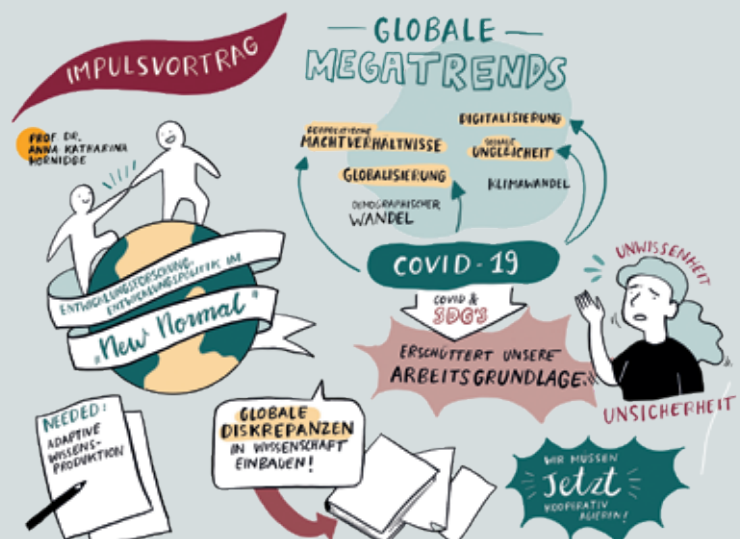 IMPULSVORTRAG
GLOBALE
MEGATRENDS
PROF DR.
ANNA KATHARINA
HORNIDGE
GEOPOLITISCHE
MACHTVERHÄLTNISSE
GLOBALISIERUNG
DEMOGRAPHISCHER
WANDEL
DIGITALISIERUNG
SOZIALE
UNGLEICHHEIT
KLIMAWANDEL
COVID-19
COVID &
SDG'S
ERSCHÜTTERT UNSERE
ARBEITSGRUNDLAGE
UNWISSENHEIT
UNSICHERHEIT
ENTWICKLUNGSFORSCHUNG
ENTWICKLUNGSPOLITIK IM
„New Normal"
NEEDED:
ADAPTIVE
WISSENS-
PRODUKTION
GLOBALE
DISKREPANZEN
IN WISSENSCHAFT
EINBAUEN!
WIR MÜSSEN
Jetzt
KOOPERATIV
AGIEREN!